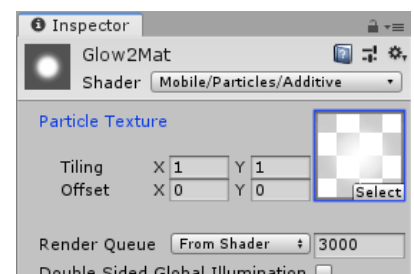 Inspector
Glow2Mat
Shader Mobile/Particles/Additive
Particle Texture
Tiling X 1 Y 1
Offset X 0 Y 0
Select
Render Queue From Shader 3000
Double Sided Global Illumination